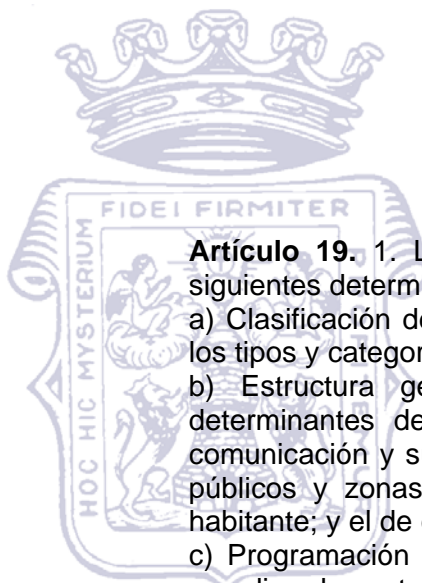 FIDEI FIRMITER
HOC HIC MYSTERIUM
Artículo 19. 1. L
siguientes determ
a) Clasificación d
los tipos y categor
b) Estructura ge
determinantes de
comunicación y s
públicos y zonas
habitante; y el de
c) Programación